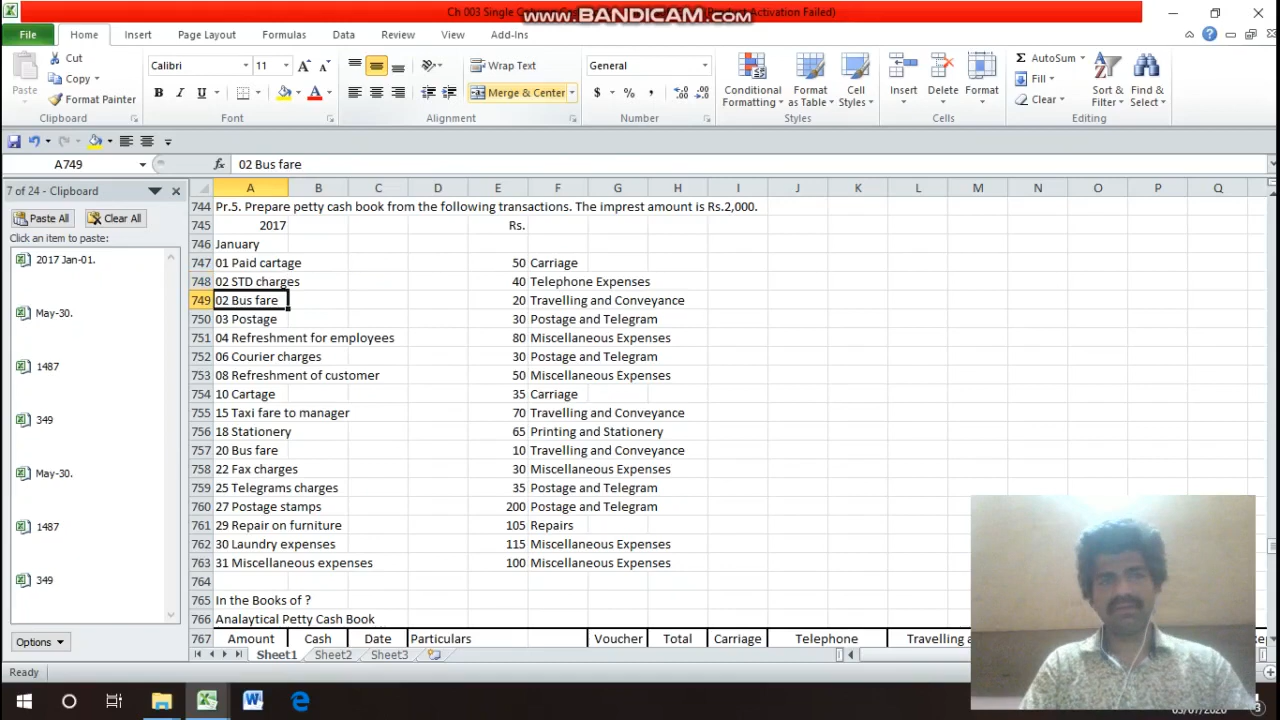 Ch 003 Single Col
Activation Failed)
www.BANDICAM.com
File Home Insert Page Layout Formulas Data Review View Add-Ins
Cut
Copy
Format Painter
Paste
Clipboard
Calibri 11
B I U
Font
Wrap Text
Merge & Center
Alignment
General
$ % ,
Number
Conditional Formatting
Format as Table
Cell Styles
Styles
Insert Delete Format
Cells
AutoSum
Fill
Clear
Sort & Filter
Find & Select
Editing
A749 fx 02 Bus fare
7 of 24 - Clipboard
Paste All Clear All
Click an item to paste:
2017 Jan-01.
May-30.
1487
349
May-30.
1487
349
Options
A B C D E F G H I J K L M N O P Q
744 Pr.5. Prepare petty cash book from the following transactions. The imprest amount is Rs.2,000.
745 2017 Rs.
746 January
747 01 Paid cartage 50 Carriage
748 02 STD charges 40 Telephone Expenses
749 02 Bus fare 20 Travelling and Conveyance
750 03 Postage 30 Postage and Telegram
751 04 Refreshment for employees 80 Miscellaneous Expenses
752 06 Courier charges 30 Postage and Telegram
753 08 Refreshment of customer 50 Miscellaneous Expenses
754 10 Cartage 35 Carriage
755 15 Taxi fare to manager 70 Travelling and Conveyance
756 18 Stationery 65 Printing and Stationery
757 20 Bus fare 10 Travelling and Conveyance
758 22 Fax charges 30 Miscellaneous Expenses
759 25 Telegrams charges 35 Postage and Telegram
760 27 Postage stamps 200 Postage and Telegram
761 29 Repair on furniture 105 Repairs
762 30 Laundry expenses 115 Miscellaneous Expenses
763 31 Miscellaneous expenses 100 Miscellaneous Expenses
764
765 In the Books of ?
766 Analaytical Petty Cash Book
767 Amount Cash Date Particulars Voucher Total Carriage Telephone Travelling a
Sheet1 Sheet2 Sheet3
Ready